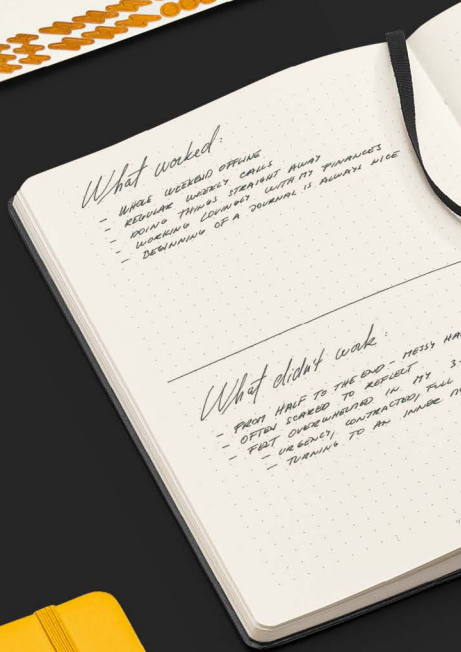 What worked:
- WHOLE WEEKEND OFFLINE
- REGULAR WEEKLY CALLS
- DOING THINGS STRAIGHT AWAY
- WORKING LOVINGLY WITH MY FINANCES
- BEGINNING OF A JOURNAL IS ALWAYS NICE
What didn't work:
- FROM HALF TO THE END - MESSY
- OFTEN SCARED TO REFLECT
- FELT OVERWHELMED IN MY
- URGENCY, CONTRACTED, FULL
- TURNING TO AN INNER